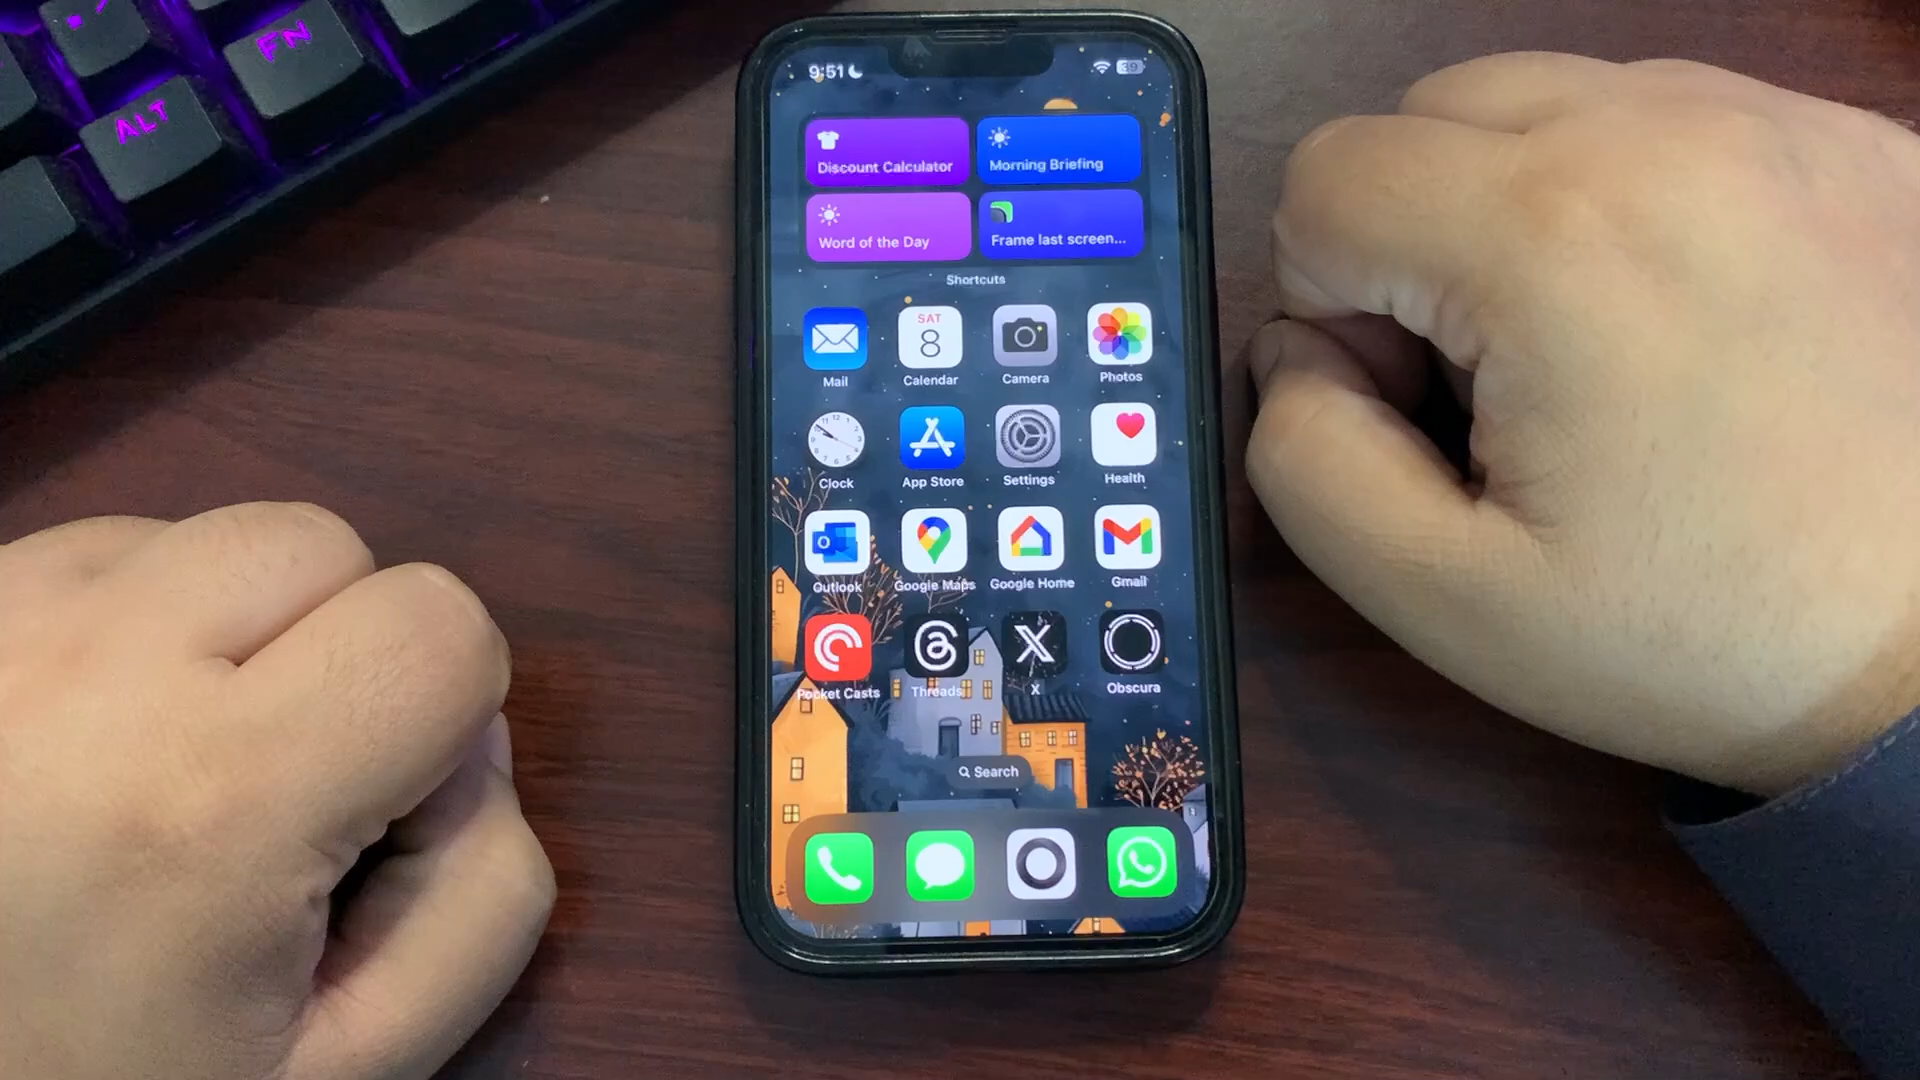 FN
ALT
9:51
39
Discount Calculator
Morning Briefing
Word of the Day
Frame last screen...
Shortcuts
SAT
8
Mail
Calendar
Camera
Photos
Clock
App Store
Settings
Health
Outlook
Google Maps
Google Home
Gmail
Pocket Casts
Threads
X
Obscura
Search